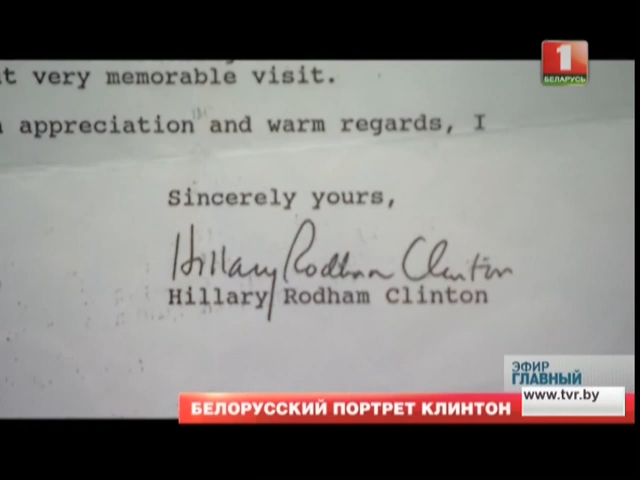 1
БЕЛАРУСЬ
very memorable visit.
appreciation and warm regards, I
Sincerely yours,
Hillary Rodham Clinton
Hillary Rodham Clinton
ЭФИР
ГЛАВНЫЙ
www.tvr.by
БЕЛОРУССКИЙ ПОРТРЕТ КЛИНТОН